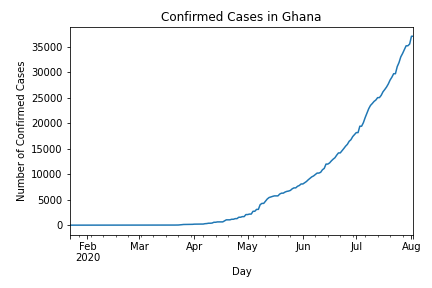 Confirmed Cases in Ghana
Number of Confirmed Cases
35000
30000
25000
20000
15000
10000
5000
0
Feb Mar Apr May Jun Jul Aug
2020
Day